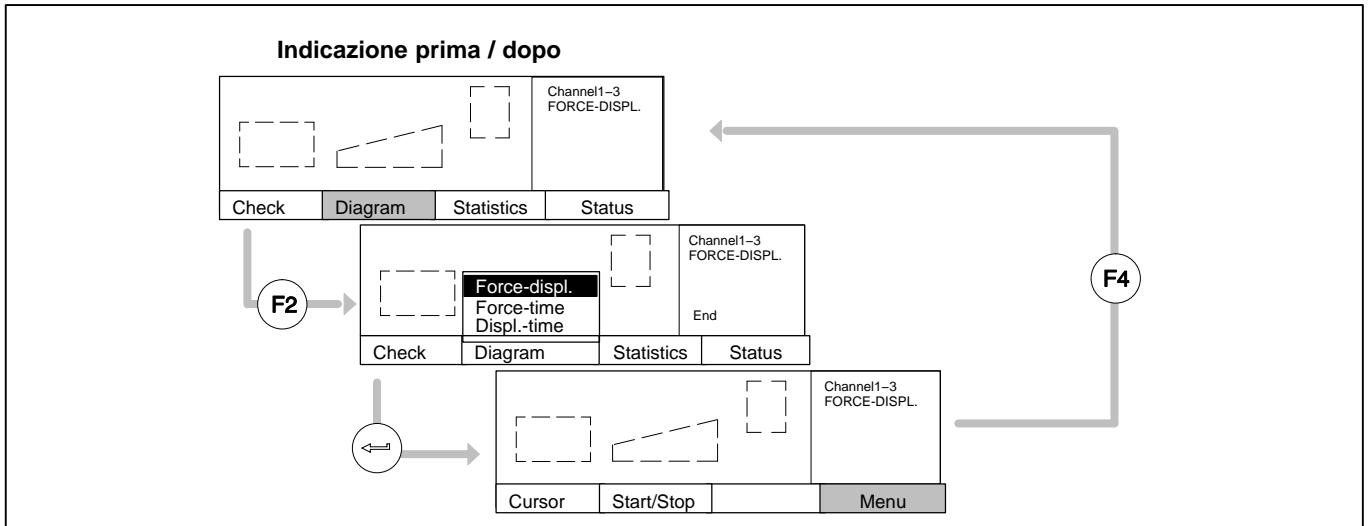 Indicazione prima / dopo
Channel1–3
FORCE-DISPL.
Check Diagram Statistics Status
F2
Channel1–3
FORCE-DISPL.
Force-displ.
Force-time
Displ.-time
End
Check Diagram Statistics Status
F4
Channel1–3
FORCE-DISPL.
Cursor Start/Stop Menu